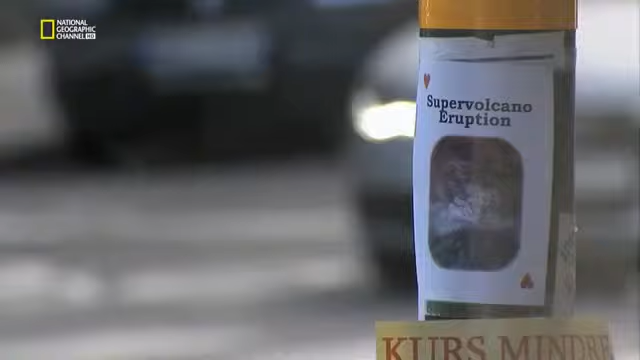 NATIONAL
GEOGRAPHIC
CHANNEL HD
Supervolcano
Eruption
KURS MINDRE